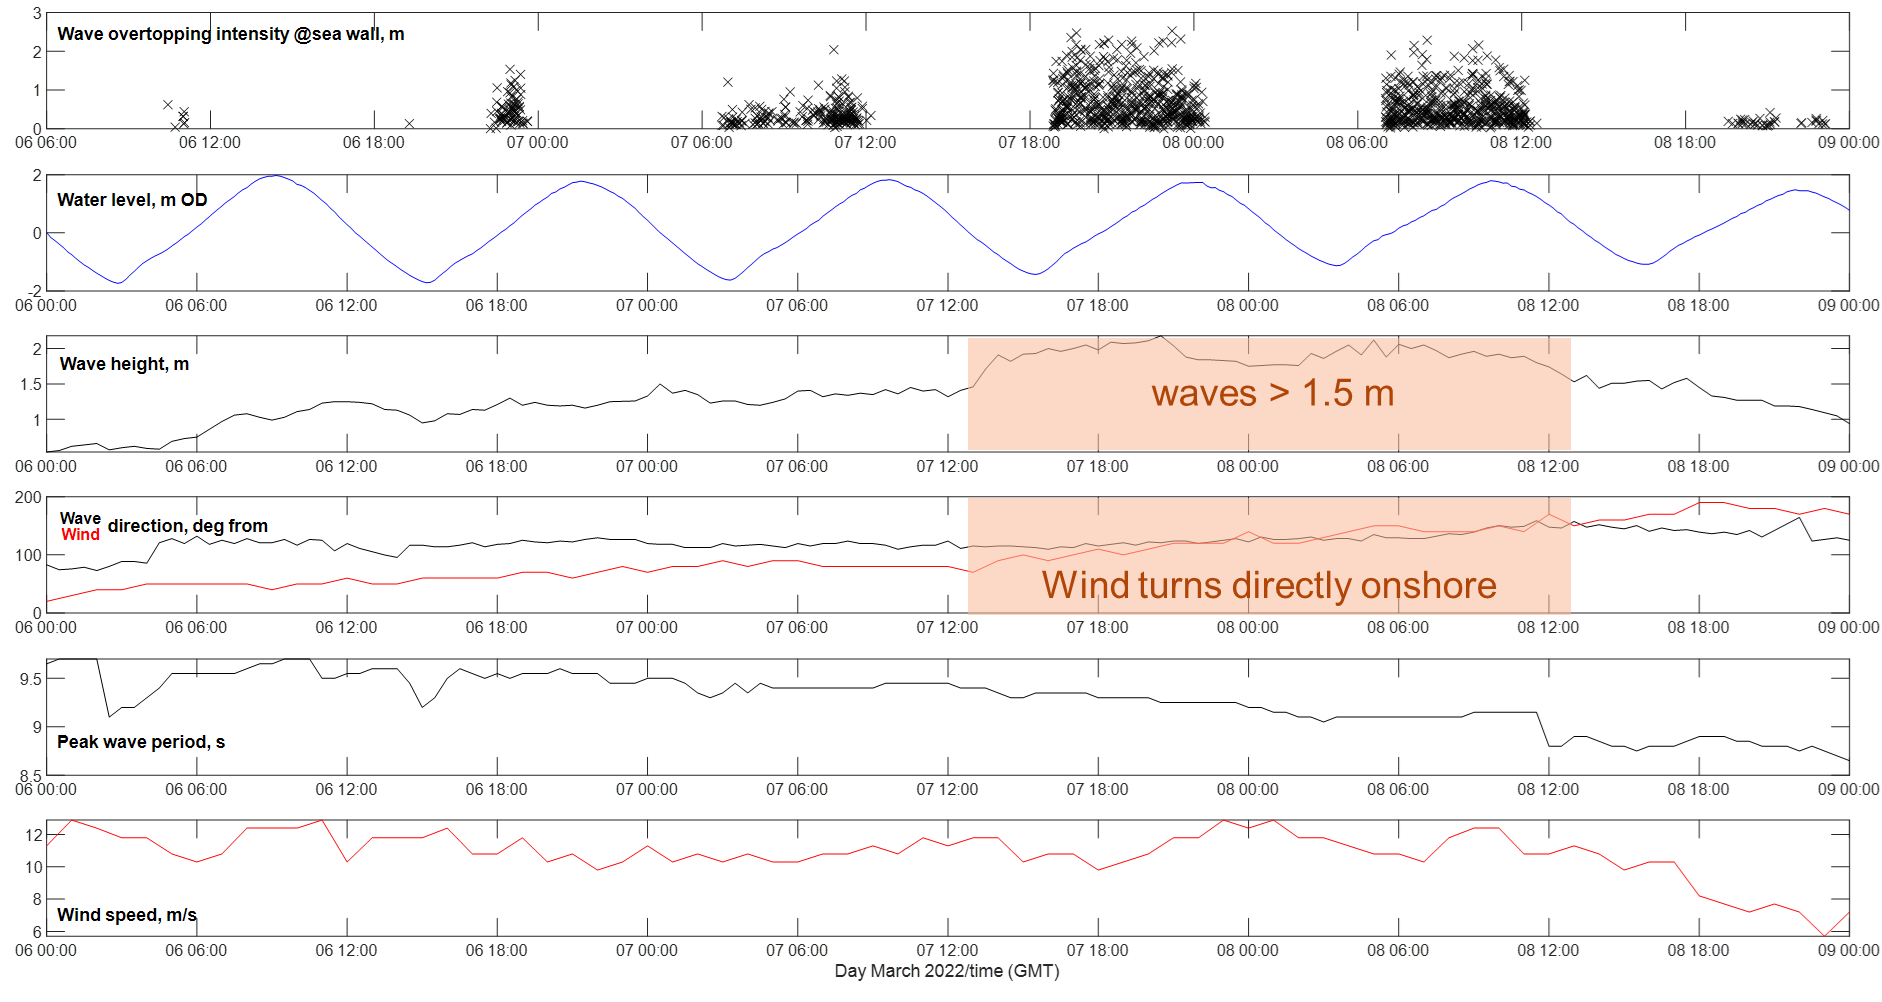 3
Wave overtopping intensity @sea wall, m
2
1
0
06 06:00 06 12:00 06 18:00 07 00:00 07 06:00 07 12:00 07 18:00 08 00:00 08 06:00 08 12:00 08 18:00 09 00:00
2
Water level, m OD
0
-2
06 00:00 06 06:00 06 12:00 06 18:00 07 00:00 07 06:00 07 12:00 07 18:00 08 00:00 08 06:00 08 12:00 08 18:00 09 00:00
2
Wave height, m
1.5
waves > 1.5 m
1
06 00:00 06 06:00 06 12:00 06 18:00 07 00:00 07 06:00 07 12:00 07 18:00 08 00:00 08 06:00 08 12:00 08 18:00 09 00:00
200
Wave
Wind direction, deg from
100
Wind turns directly onshore
0
06 00:00 06 06:00 06 12:00 06 18:00 07 00:00 07 06:00 07 12:00 07 18:00 08 00:00 08 06:00 08 12:00 08 18:00 09 00:00
9.5
9
Peak wave period, s
8.5
06 00:00 06 06:00 06 12:00 06 18:00 07 00:00 07 06:00 07 12:00 07 18:00 08 00:00 08 06:00 08 12:00 08 18:00 09 00:00
12
10
8
Wind speed, m/s
6
06 00:00 06 06:00 06 12:00 06 18:00 07 00:00 07 06:00 07 12:00 07 18:00 08 00:00 08 06:00 08 12:00 08 18:00 09 00:00
Day March 2022/time (GMT)